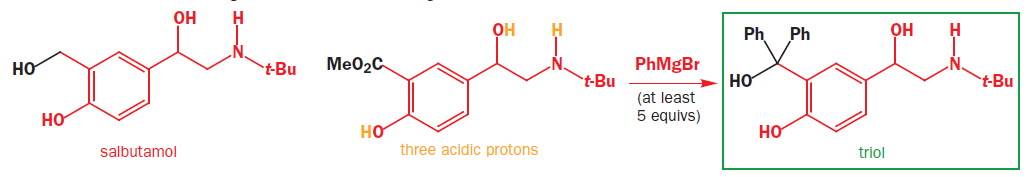 HO
OH
H
N
t-Bu
HO
salbutamol
MeO₂C
OH
H
N
t-Bu
HO
three acidic protons
PhMgBr
(at least
5 equivs)
Ph Ph
HO
OH
H
N
t-Bu
HO
triol